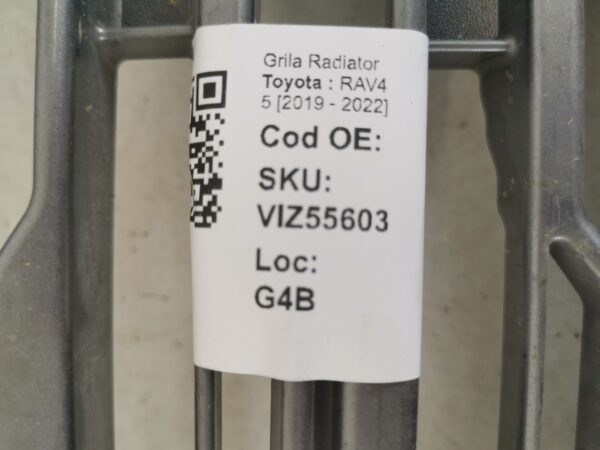 Grila Radiator
Toyota : RAV4
5 [2019 - 2022]
Cod OE:
SKU:
VIZ55603
Loc:
G4B